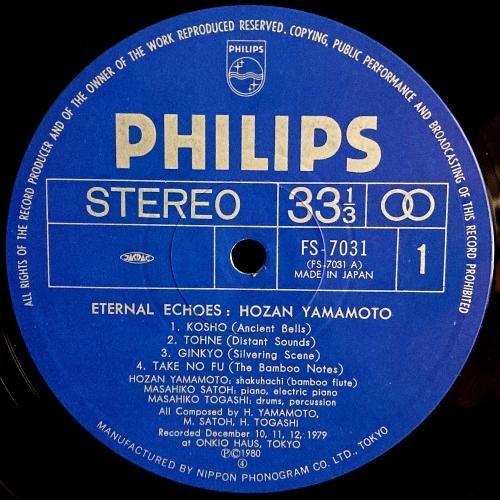 ALL RIGHTS OF THE RECORD PRODUCER AND OF THE OWNER OF THE WORK REPRODUCED RESERVED. COPYING, PUBLIC PERFORMANCE AND BROADCASTING OF THIS RECORD PROHIBITED
PHILIPS
PHILIPS
STEREO 33 1/3
FS-7031
(FS-7031 A)
MADE IN JAPAN
1
JASRAC
ETERNAL ECHOES: HOZAN YAMAMOTO
1. KOSHO (Ancient Bells)
2. TOHNE (Distant Sounds)
3. GINKYO (Silvering Scene)
4. TAKE NO FU (The Bamboo Notes)
HOZAN YAMAMOTO; shakuhachi (bamboo flute)
MASAHIKO SATOH; piano, electric piano
MASAHIKO TOGASHI; drums, percussion
All Composed by H. YAMAMOTO,
M. SATOH, H. TOGASHI
Recorded December 10, 11, 12, 1979
at ONKIO HAUS, TOKYO
Ⓟ©1980
④
MANUFACTURED BY NIPPON PHONOGRAM CO. LTD., TOKYO